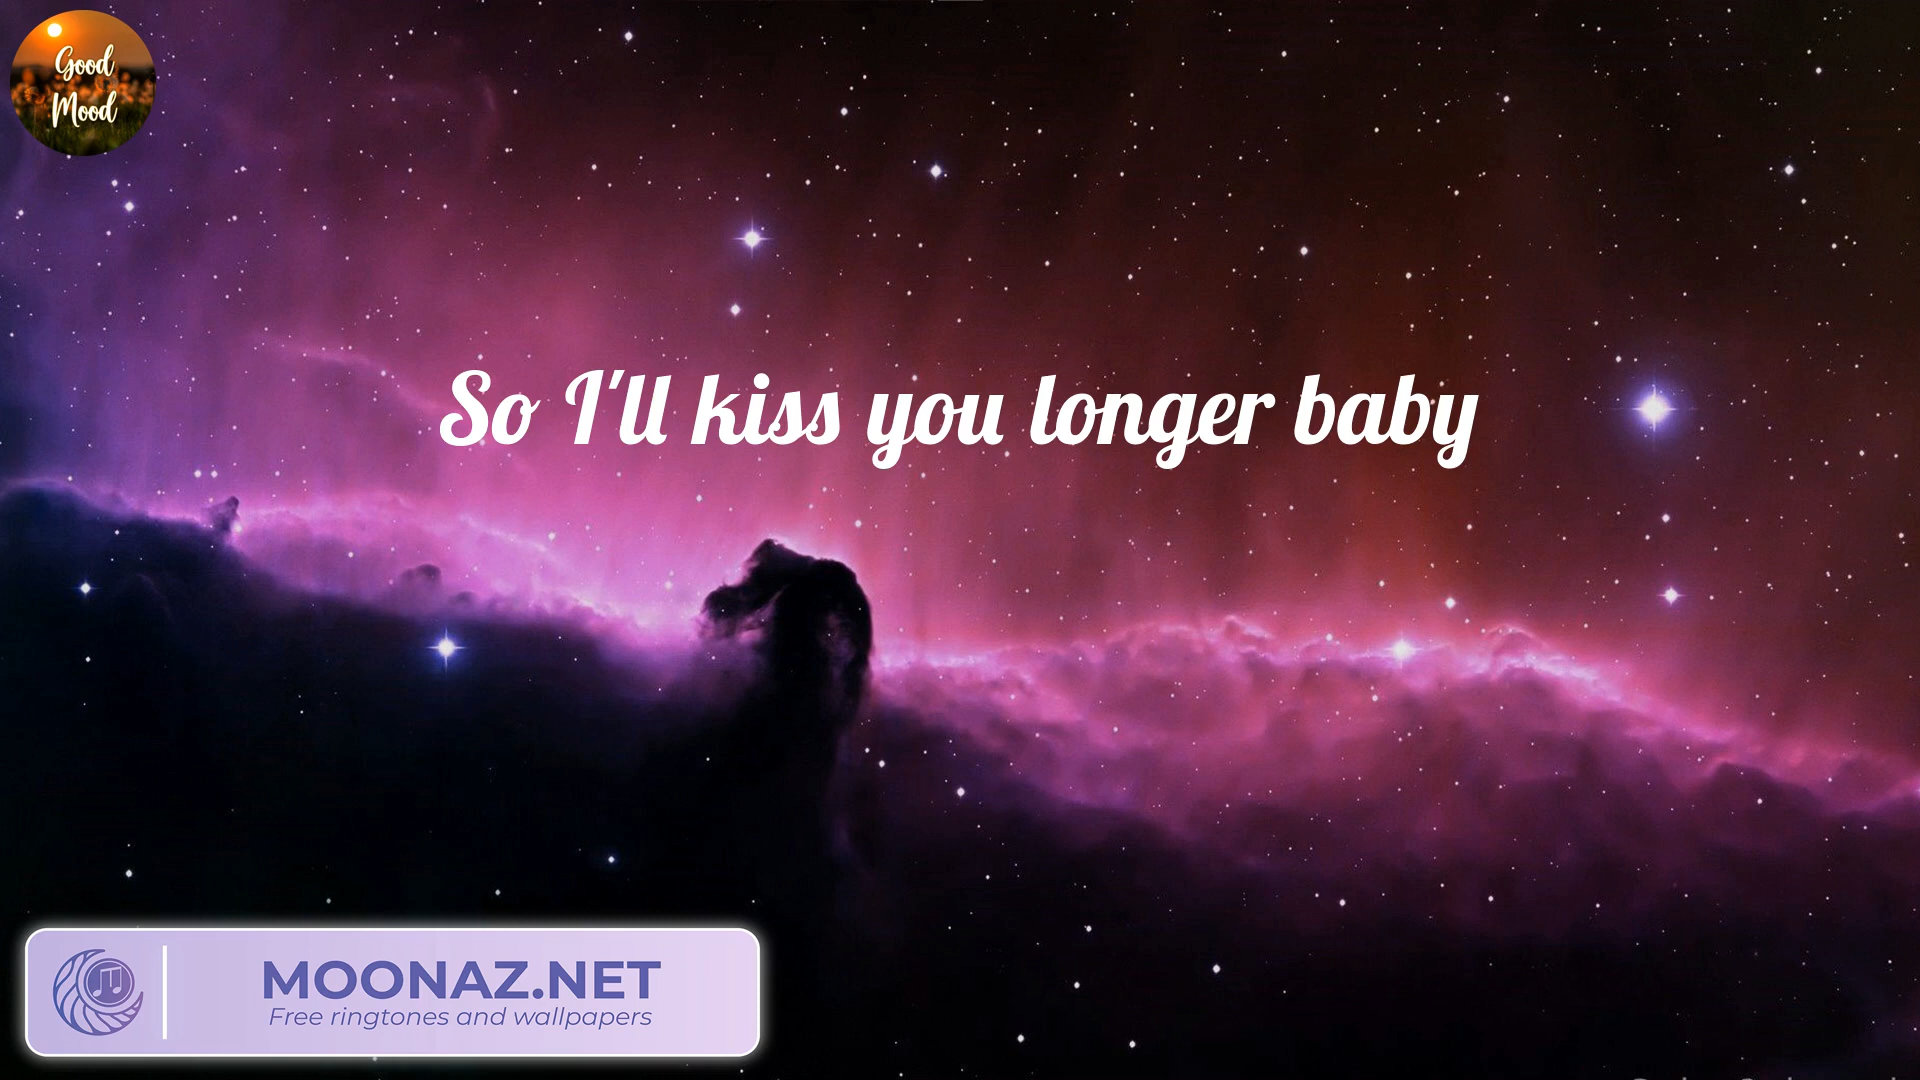 Good
Mood
So I'll kiss you longer baby
MOONAZ.NET
Free ringtones and wallpapers